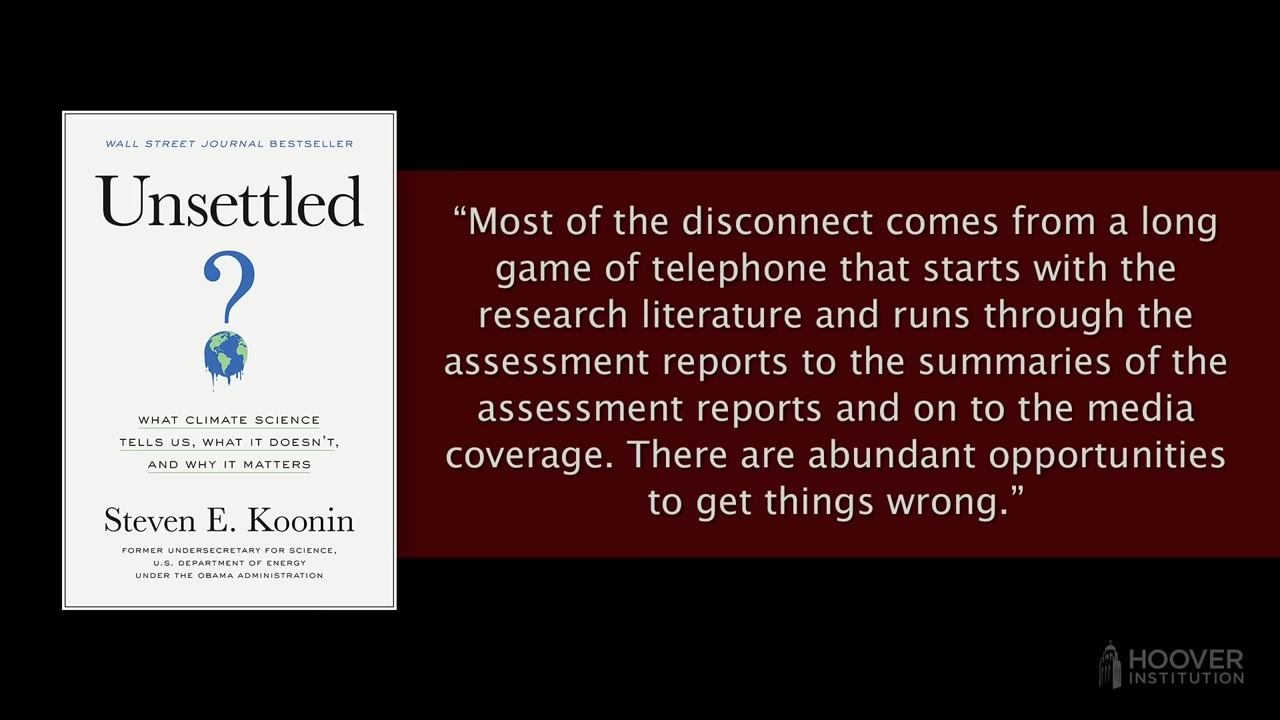 WALL STREET JOURNAL BESTSELLER
Unsettled
?
WHAT CLIMATE SCIENCE
TELLS US, WHAT IT DOESN'T,
AND WHY IT MATTERS
Steven E. Koonin
FORMER UNDERSECRETARY FOR SCIENCE,
U.S. DEPARTMENT OF ENERGY
UNDER THE OBAMA ADMINISTRATION
“Most of the disconnect comes from a long
game of telephone that starts with the
research literature and runs through the
assessment reports to the summaries of the
assessment reports and on to the media
coverage. There are abundant opportunities
to get things wrong.”
HOOVER
INSTITUTION